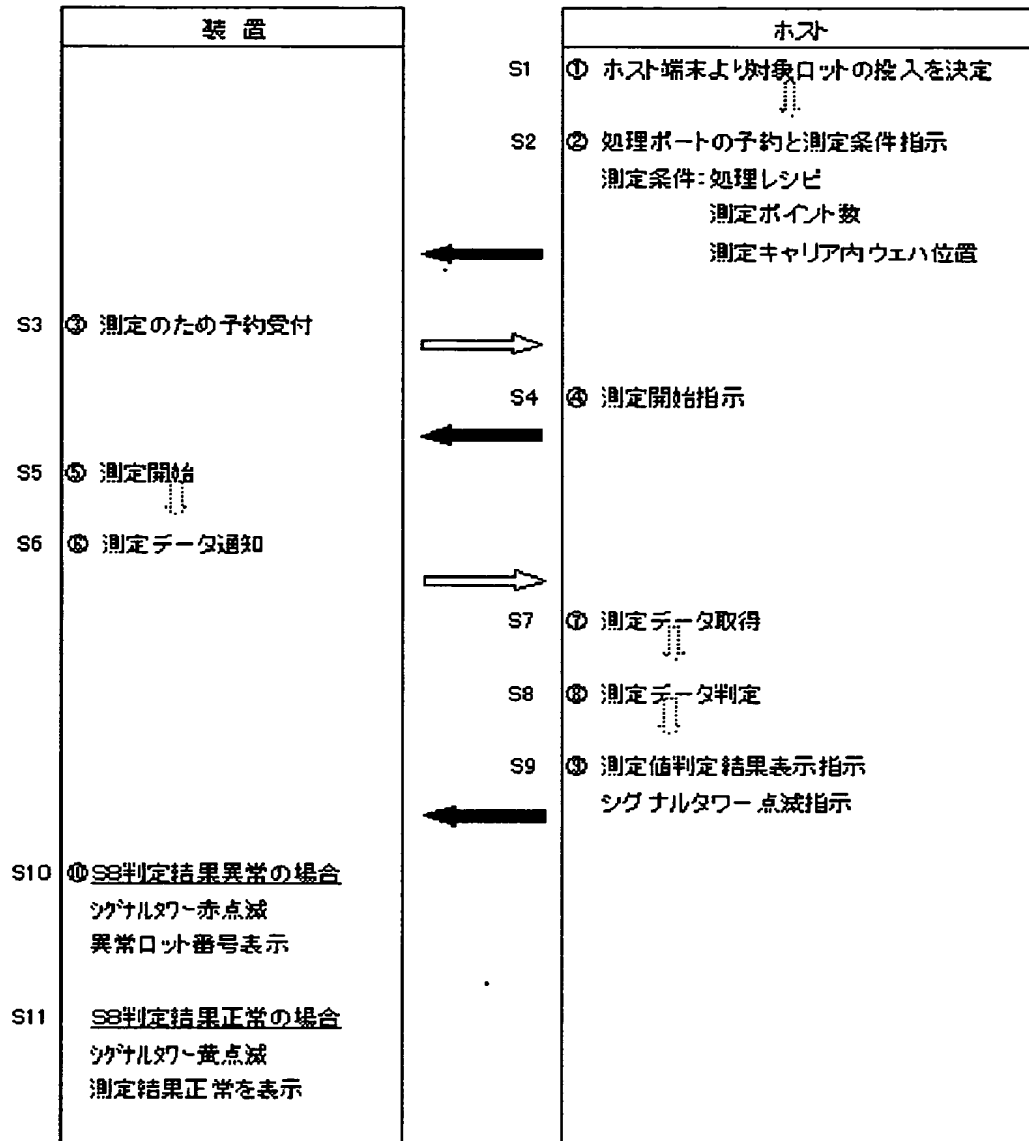 装置
ホスト
S1 ① ホスト端末より対象ロットの投入を決定
S2 ② 処理ポートの予約と測定条件指示
測定条件:処理レシピ
測定ポイント数
測定キャリア内ウェハ位置
S3 ③ 測定のため予約受付
S4 ④ 測定開始指示
S5 ⑤ 測定開始
S6 ⑥ 測定データ通知
S7 ⑦ 測定データ取得
S8 ⑧ 測定データ判定
S9 ⑨ 測定値判定結果表示指示
シグナルタワー点滅指示
S10 ⑩ S8判定結果異常の場合
シグナルタワー赤点滅
異常ロット番号表示
S11 S8判定結果正常の場合
シグナルタワー黄点滅
測定結果正常を表示